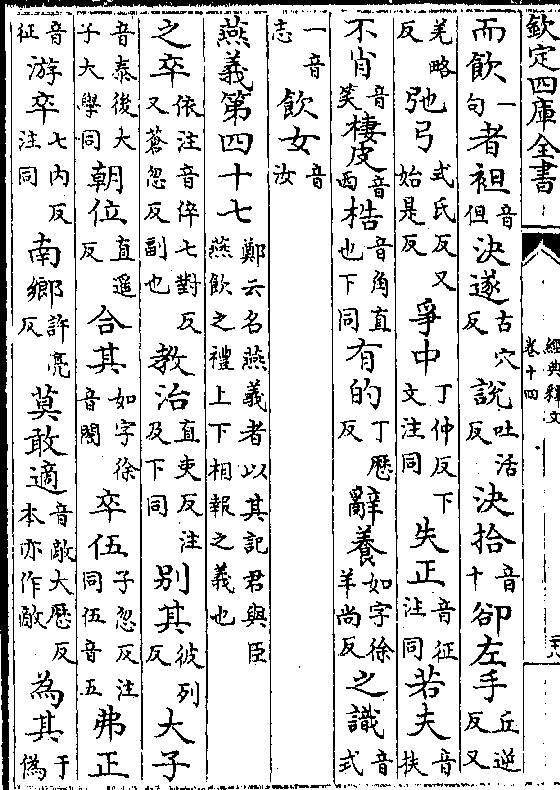 欽定四庫全書 經典釋文 卷十四
而飲一句者袒音但決遂古穴反說吐活反決拾音十卻左手丘逆反又
羌略反弛弓式氏反又始是反爭中丁仲反下文注同失正音征注同若夫音扶
不肖音笑棲皮音西梏音角直也下同有的丁歷反辭養如字徐羊尚反之識音式
一音志飲女音汝
燕義第四十七鄭云名燕義者以其記君與臣燕飲之禮上下相報之義也
之卒依注音倅七對反又蒼忽反副也教治直吏反注及下同別其彼列反大子
音泰後大子大學同朝位直遥反合其如字徐音閤卒伍子忽反注同伍音五弗正
音征游卒七內反注同南鄉許亮反莫敢適音敵大歴反本亦作敵為其于偽